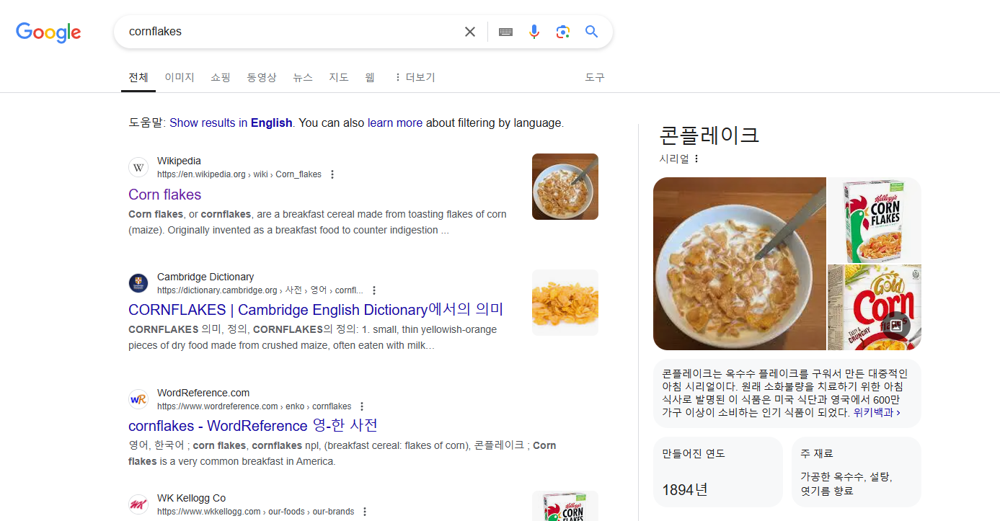 Google
cornflakes
전체 이미지 쇼핑 동영상 뉴스 지도 웹 더보기 도구
도움말: Show results in English. You can also learn more about filtering by language.
W
Wikipedia
https://en.wikipedia.org › wiki › Corn_flakes
Corn flakes
Corn flakes, or cornflakes, are a breakfast cereal made from toasting flakes of corn
(maize). Originally invented as a breakfast food to counter indigestion ...
Cambridge Dictionary
https://dictionary.cambridge.org › 사전 › 영어 › cornfl...
CORNFLAKES | Cambridge English Dictionary에서의 의미
CORNFLAKES 의미, 정의, CORNFLAKES의 정의: 1. small, thin yellowish-orange
pieces of dry food made from crushed maize, often eaten with milk…
WR
WordReference.com
https://www.wordreference.com › enko › cornflakes
cornflakes - WordReference 영-한 사전
영어, 한국어 ; corn flakes, cornflakes npl, (breakfast cereal: flakes of corn), 콘플레이크 ; Corn
flakes is a very common breakfast in America.
WK
WK Kellogg Co
https://www.wkkellogg.com › our-foods › our-brands
CORN
FLAKES
콘플레이크
시리얼
Kellogg's
CORN
FLAKES
Gold
Corn
flakes
TASTY &
CRUNCHY
콘플레이크는 옥수수 플레이크를 구워서 만든 대중적인
아침 시리얼이다. 원래 소화불량을 치료하기 위한 아침
식사로 발명된 이 식품은 미국 식단과 영국에서 600만
가구 이상이 소비하는 인기 식품이 되었다. 위키백과 ›
만들어진 연도
1894년
주 재료
가공한 옥수수, 설탕,
엿기름 향료